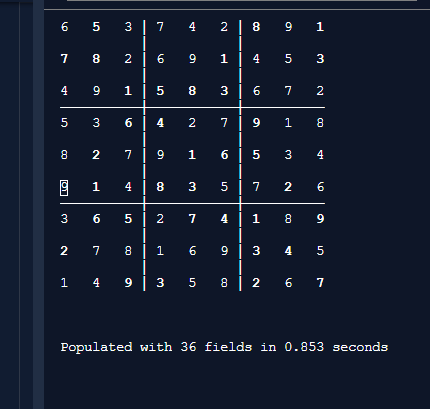 6 5 3 | 7 4 2 | 8 9 1
7 8 2 | 6 9 1 | 4 5 3
4 9 1 | 5 8 3 | 6 7 2
5 3 6 | 4 2 7 | 9 1 8
8 2 7 | 9 1 6 | 5 3 4
9 1 4 | 8 3 5 | 7 2 6
3 6 5 | 2 7 4 | 1 8 9
2 7 8 | 1 6 9 | 3 4 5
1 4 9 | 3 5 8 | 2 6 7
Populated with 36 fields in 0.853 seconds